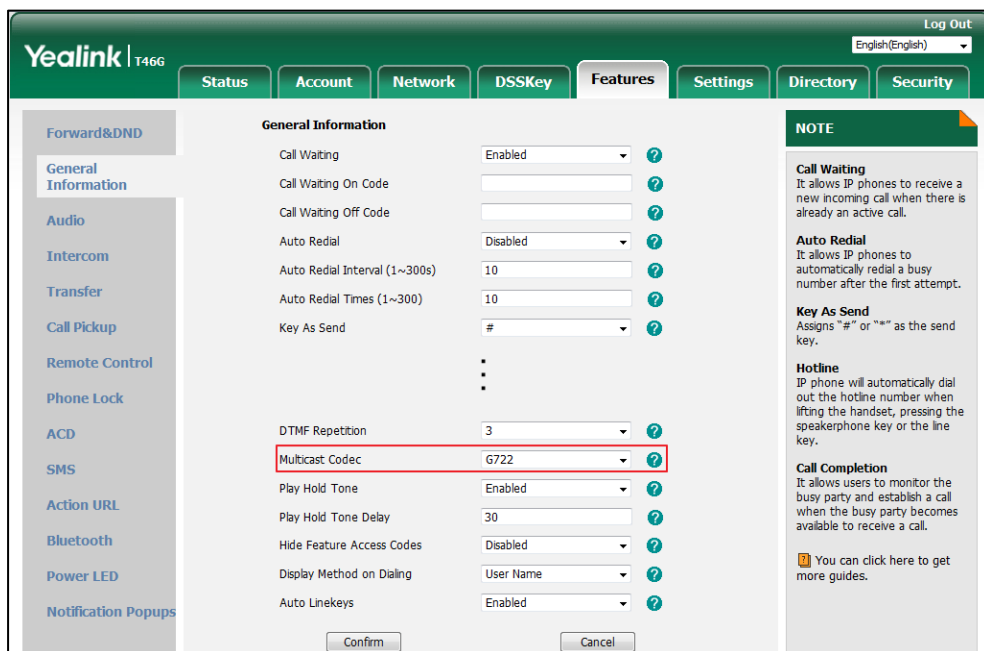 Log Out
Yealink T46G
English(English)
Status Account Network DSSKey Features Settings Directory Security
Forward&DND
General
Information
Audio
Intercom
Transfer
Call Pickup
Remote Control
Phone Lock
ACD
SMS
Action URL
Bluetooth
Power LED
Notification Popups
General Information
Call Waiting Enabled ?
Call Waiting On Code ?
Call Waiting Off Code ?
Auto Redial Disabled ?
Auto Redial Interval (1~300s) 10 ?
Auto Redial Times (1~300) 10 ?
Key As Send # ?
DTMF Repetition 3 ?
Multicast Codec G722 ?
Play Hold Tone Enabled ?
Play Hold Tone Delay 30 ?
Hide Feature Access Codes Disabled ?
Display Method on Dialing User Name ?
Auto Linekeys Enabled ?
Confirm Cancel
NOTE
Call Waiting
It allows IP phones to receive a
new incoming call when there is
already an active call.
Auto Redial
It allows IP phones to
automatically redial a busy
number after the first attempt.
Key As Send
Assigns "#" or "*" as the send
key.
Hotline
IP phone will automatically dial
out the hotline number when
lifting the handset, pressing the
speakerphone key or the line
key.
Call Completion
It allows users to monitor the
busy party and establish a call
when the busy party becomes
available to receive a call.
? You can click here to get
more guides.